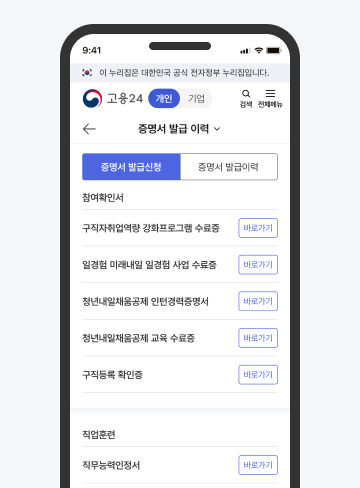 9:41
이 누리집은 대한민국 공식 전자정부 누리집입니다.
고용24 개인 기업 검색 전체메뉴
증명서 발급 이력
증명서 발급신청 증명서 발급이력
참여확인서
구직자취업역량 강화프로그램 수료증 바로가기
일경험 미래내일 일경험 사업 수료증 바로가기
청년내일채움공제 인턴경력증명서 바로가기
청년내일채움공제 교육 수료증 바로가기
구직등록 확인증 바로가기
직업훈련
직무능력인정서 바로가기